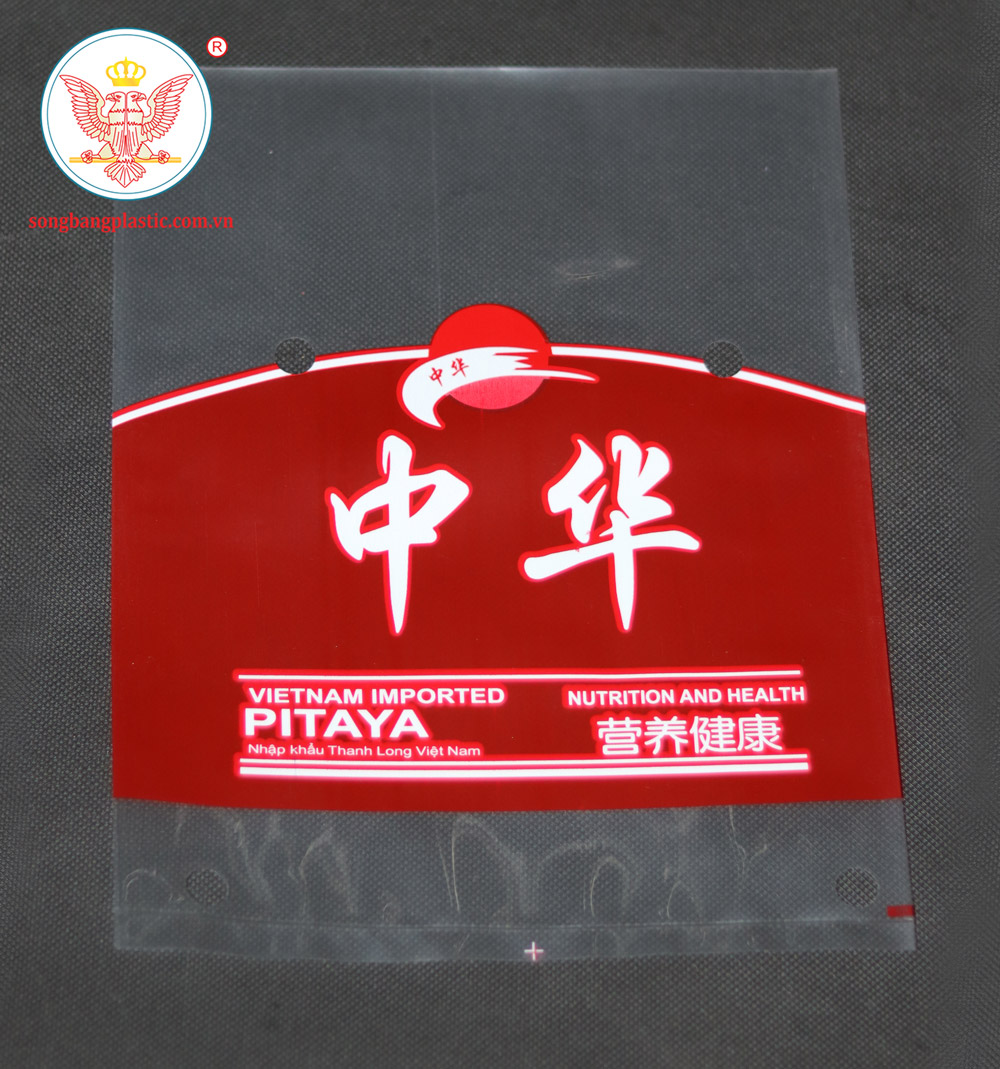 ®
songbangplastic.com.vn
中华
中华
VIETNAM IMPORTED
PITAYA
Nhập khẩu Thanh Long Việt Nam
NUTRITION AND HEALTH
营养健康